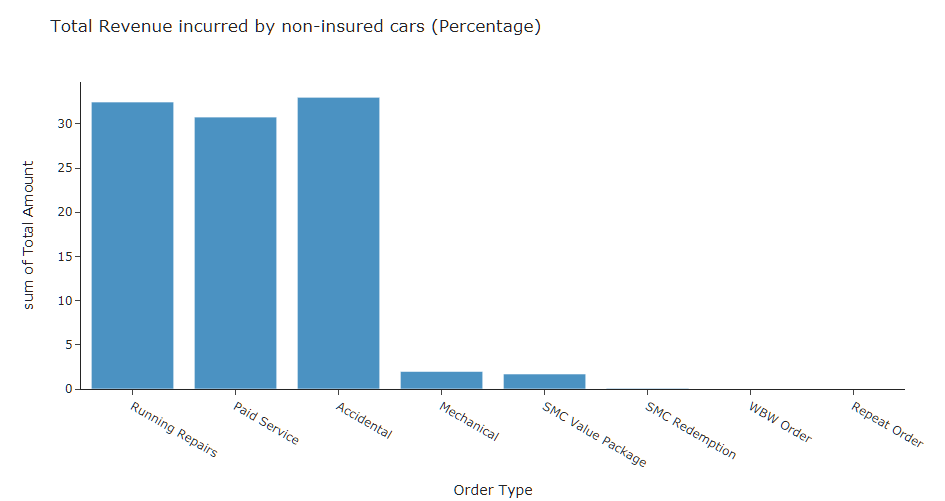 Total Revenue incurred by non-insured cars (Percentage)
sum of Total Amount
30
25
20
15
10
5
0
Running Repairs
Paid Service
Accidental
Mechanical
SMC Value Package
SMC Redemption
WBW Order
Repeat Order
Order Type